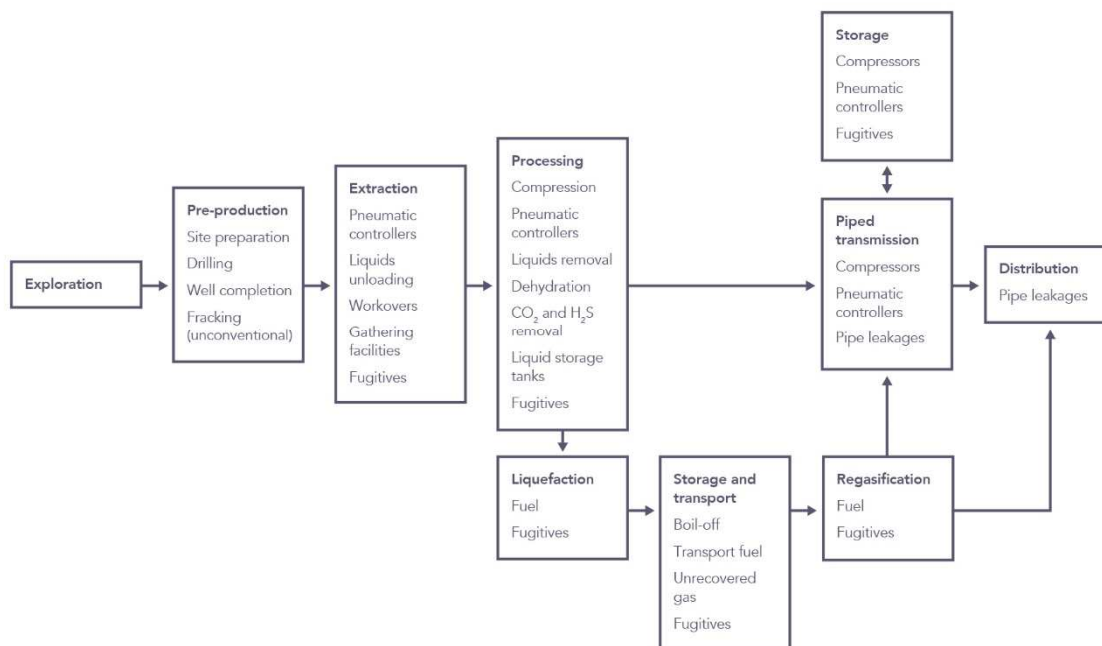 Exploration
Pre-production
Site preparation
Drilling
Well completion
Fracking
(unconventional)
Extraction
Pneumatic
controllers
Liquids
unloading
Workovers
Gathering
facilities
Fugitives
Processing
Compression
Pneumatic
controllers
Liquids removal
Dehydration
CO₂ and H₂S
removal
Liquid storage
tanks
Fugitives
Liquefaction
Fuel
Fugitives
Storage and
transport
Boil-off
Transport fuel
Unrecovered
gas
Fugitives
Regasification
Fuel
Fugitives
Storage
Compressors
Pneumatic
controllers
Fugitives
Piped
transmission
Compressors
Pneumatic
controllers
Pipe leakages
Distribution
Pipe leakages